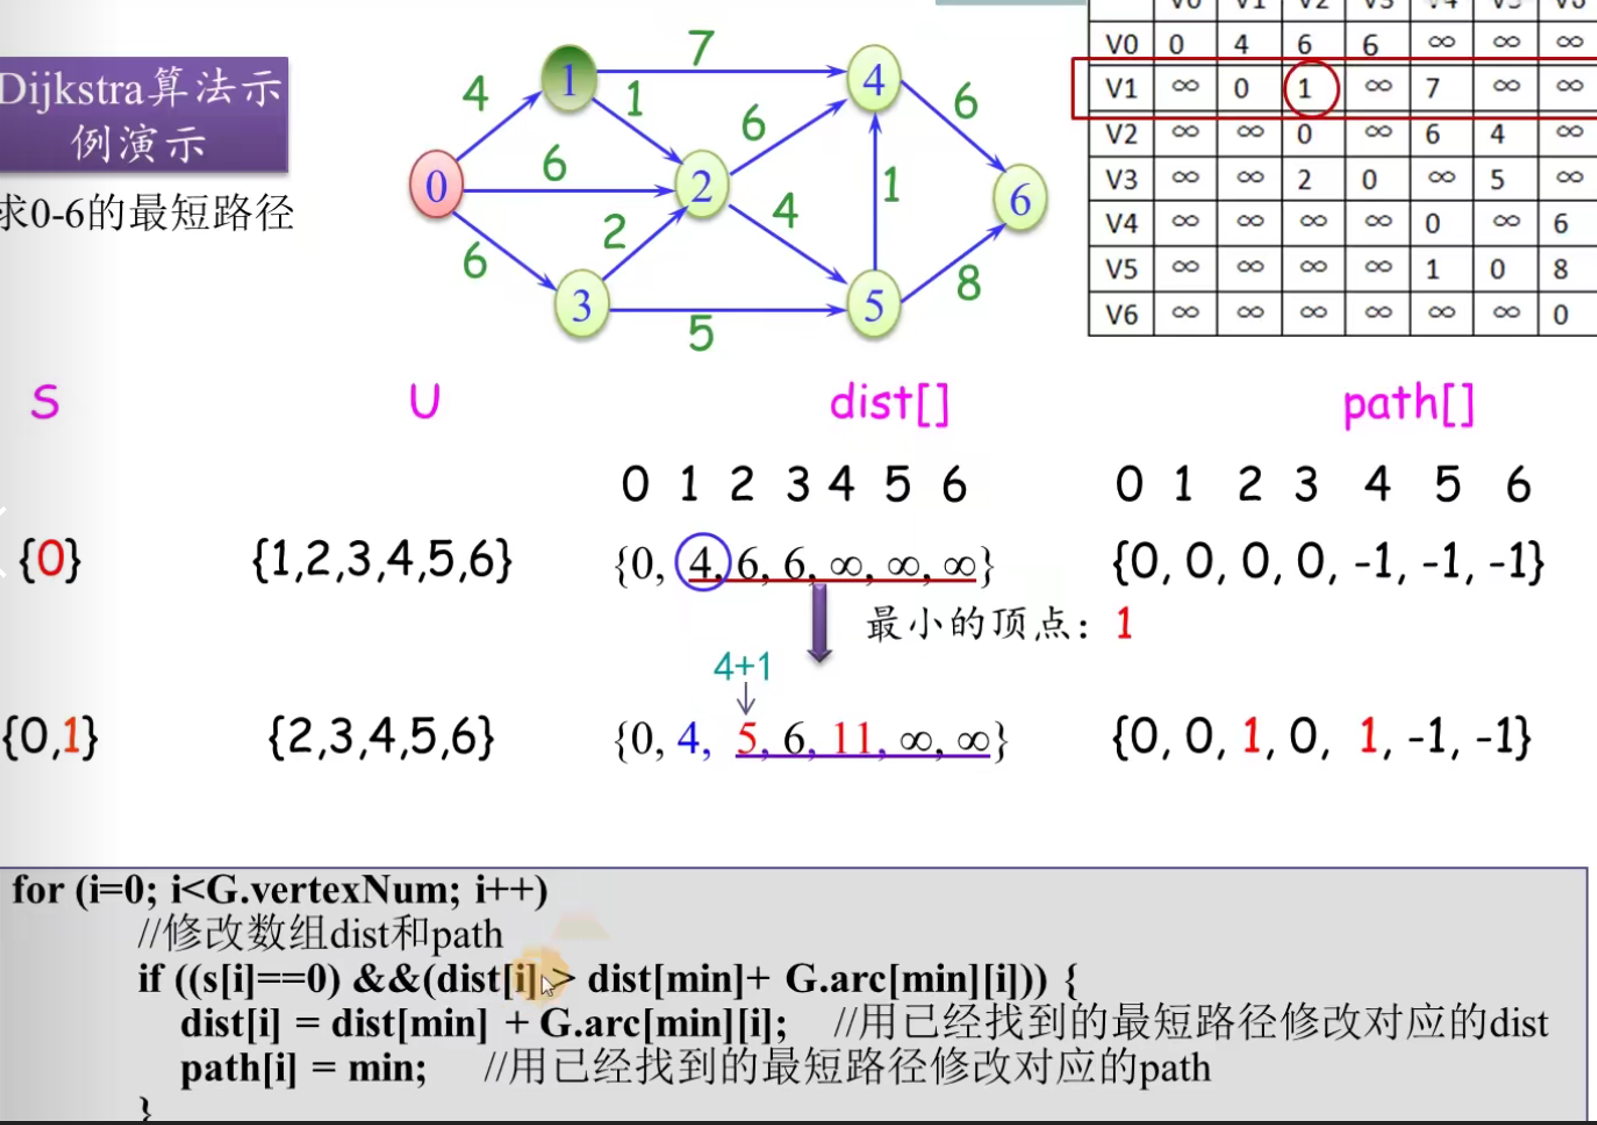 Dijkstra算法示
例演示
求0-6的最短路径
0 1 2 3 4 5 6
4 7 1 6 6 6 2 4 1 6 5 8
V0 0 4 6 6 ∞ ∞ ∞
V1 ∞ 0 1 ∞ 7 ∞ ∞
V2 ∞ ∞ 0 ∞ 6 4 ∞
V3 ∞ ∞ 2 0 ∞ 5 ∞
V4 ∞ ∞ ∞ ∞ 0 ∞ 6
V5 ∞ ∞ ∞ ∞ 1 0 8
V6 ∞ ∞ ∞ ∞ ∞ ∞ 0
S U dist[] path[]
0 1 2 3 4 5 6 0 1 2 3 4 5 6
{0} {1,2,3,4,5,6} {0, 4, 6, 6, ∞, ∞, ∞} {0, 0, 0, 0, -1, -1, -1}
最小的顶点：1
4+1
{0,1} {2,3,4,5,6} {0, 4, 5, 6, 11, ∞, ∞} {0, 0, 1, 0, 1, -1, -1}
for (i=0; i<G.vertexNum; i++)
//修改数组dist和path
if ((s[i]==0) &&(dist[i]> dist[min]+ G.arc[min][i])) {
dist[i] = dist[min] + G.arc[min][i]; //用已经找到的最短路径修改对应的dist
path[i] = min; //用已经找到的最短路径修改对应的path
}